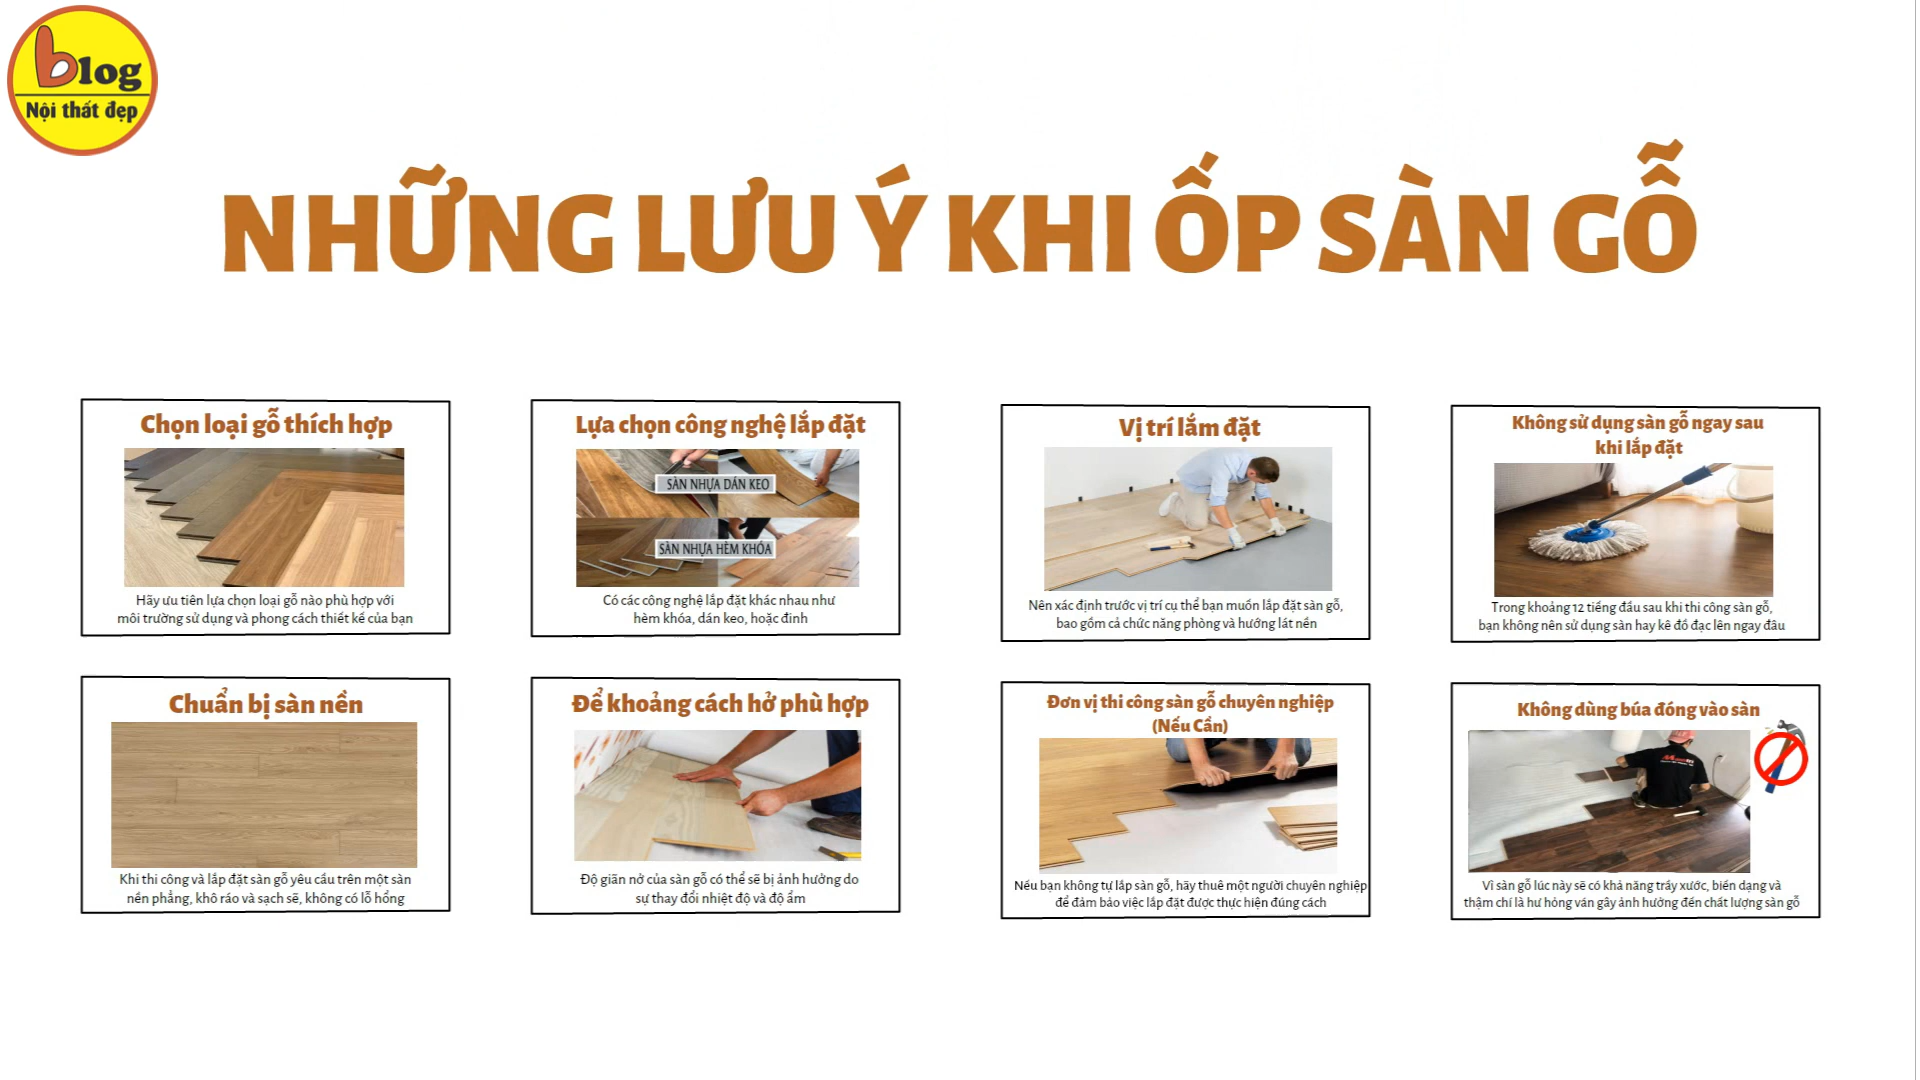 blog
Nội thất đẹp
NHỮNG LƯU Ý KHI ỐP SÀN GỖ
Chọn loại gỗ thích hợp
Hãy ưu tiên lựa chọn loại gỗ nào phù hợp với
môi trường sử dụng và phong cách thiết kế của bạn
Lựa chọn công nghệ lắp đặt
SÀN NHỰA DÁN KEO
SÀN NHỰA HÈM KHÓA
Có các công nghệ lắp đặt khác nhau như
hèm khóa, dán keo, hoặc đinh
Vị trí lắm đặt
Nên xác định trước vị trí cụ thể bạn muốn lắp đặt sàn gỗ,
bao gồm cả chức năng phòng và hướng lát nền
Không sử dụng sàn gỗ ngay sau
khi lắp đặt
Trong khoảng 12 tiếng đầu sau khi thi công sàn gỗ,
bạn không nên sử dụng sàn hay kê đồ đạc lên ngay đâu
Chuẩn bị sàn nền
Khi thi công và lắp đặt sàn gỗ yêu cầu trên một sàn
nền phẳng, khô ráo và sạch sẽ, không có lỗ hổng
Để khoảng cách hở phù hợp
Độ giãn nở của sàn gỗ có thể sẽ bị ảnh hưởng do
sự thay đổi nhiệt độ và độ ẩm
Đơn vị thi công sàn gỗ chuyên nghiệp
(Nếu Cần)
Nếu bạn không tự lắp sàn gỗ, hãy thuê một người chuyên nghiệp
để đảm bảo việc lắp đặt được thực hiện đúng cách
Không dùng búa đóng vào sàn
Vì sàn gỗ lúc này sẽ có khả năng trầy xước, biến dạng và
thậm chí là hư hỏng ván gây ảnh hưởng đến chất lượng sàn gỗ